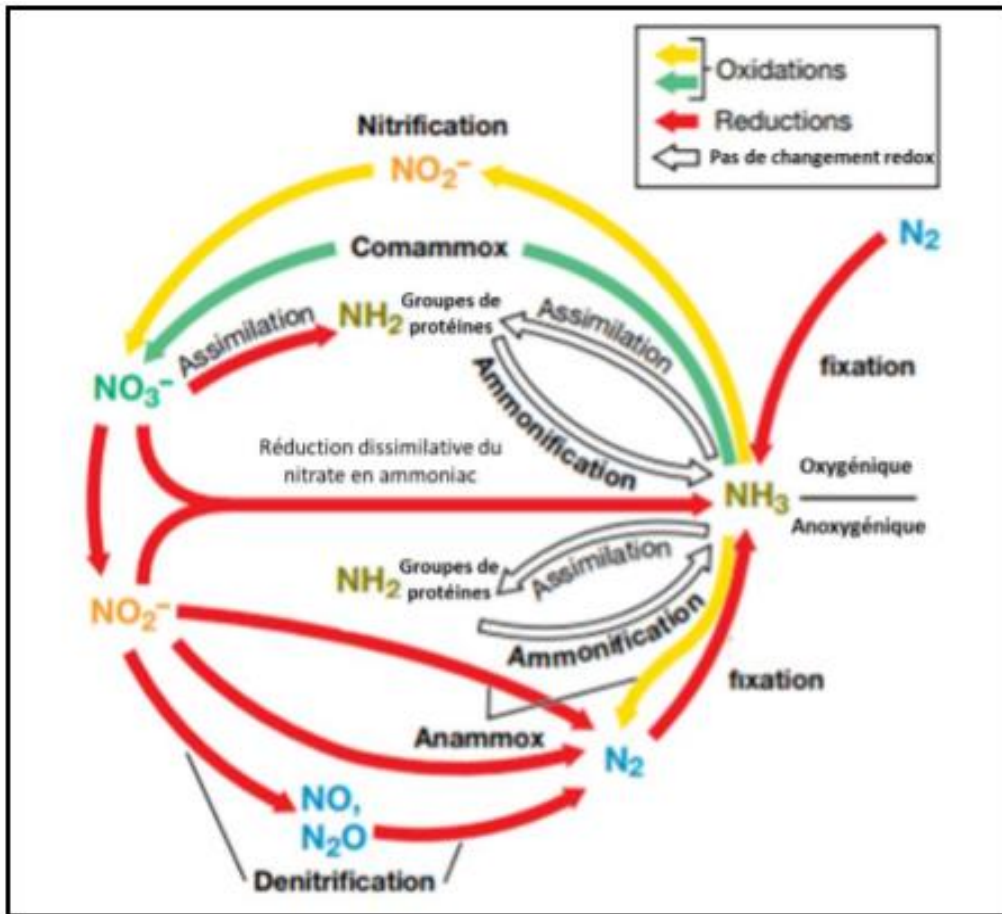 Oxidations
Reductions
Pas de changement redox
Nitrification
NO₂⁻
N₂
Comammox
Assimilation
NH₂ Groupes de
protéines
Assimilation
fixation
NO₃⁻
Ammonification
Réduction dissimilative du
nitrate en ammoniac
Oxygénique
NH₃
Anoxygénique
NH₂ Groupes de
protéines
Assimilation
NO₂⁻
Ammonification
fixation
Anammox
N₂
NO,
N₂O
Denitrification